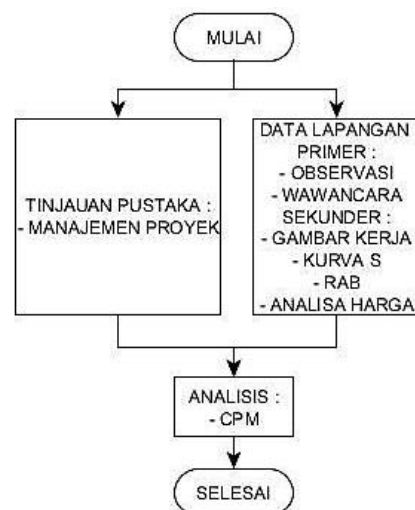 MULAI
TINJAUAN PUSTAKA :
- MANAJEMEN PROYEK
DATA LAPANGAN
PRIMER :
- OBSERVASI
- WAWANCARA
SEKUNDER :
- GAMBAR KERJA
- KURVA S
- RAB
- ANALISA HARGA
ANALISIS :
- CPM
SELESAI